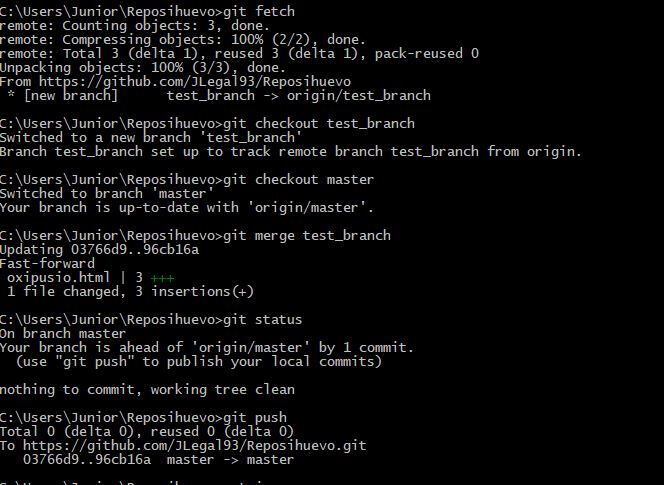 C:\Users\Junior\Reposihuevo>git fetch
remote: Counting objects: 3, done.
remote: Compressing objects: 100% (2/2), done.
remote: Total 3 (delta 1), reused 3 (delta 1), pack-reused 0
Unpacking objects: 100% (3/3), done.
From https://github.com/JLegal93/Reposihuevo
 * [new branch]      test_branch -> origin/test_branch
C:\Users\Junior\Reposihuevo>git checkout test_branch
Switched to a new branch 'test_branch'
Branch test_branch set up to track remote branch test_branch from origin.
C:\Users\Junior\Reposihuevo>git checkout master
Switched to branch 'master'
Your branch is up-to-date with 'origin/master'.
C:\Users\Junior\Reposihuevo>git merge test_branch
Updating 03766d9..96cb16a
Fast-forward
 oxipusio.html | 3 +++
 1 file changed, 3 insertions(+)
C:\Users\Junior\Reposihuevo>git status
On branch master
Your branch is ahead of 'origin/master' by 1 commit.
  (use "git push" to publish your local commits)
nothing to commit, working tree clean
C:\Users\Junior\Reposihuevo>git push
Total 0 (delta 0), reused 0 (delta 0)
To https://github.com/JLegal93/Reposihuevo.git
   03766d9..96cb16a  master -> master